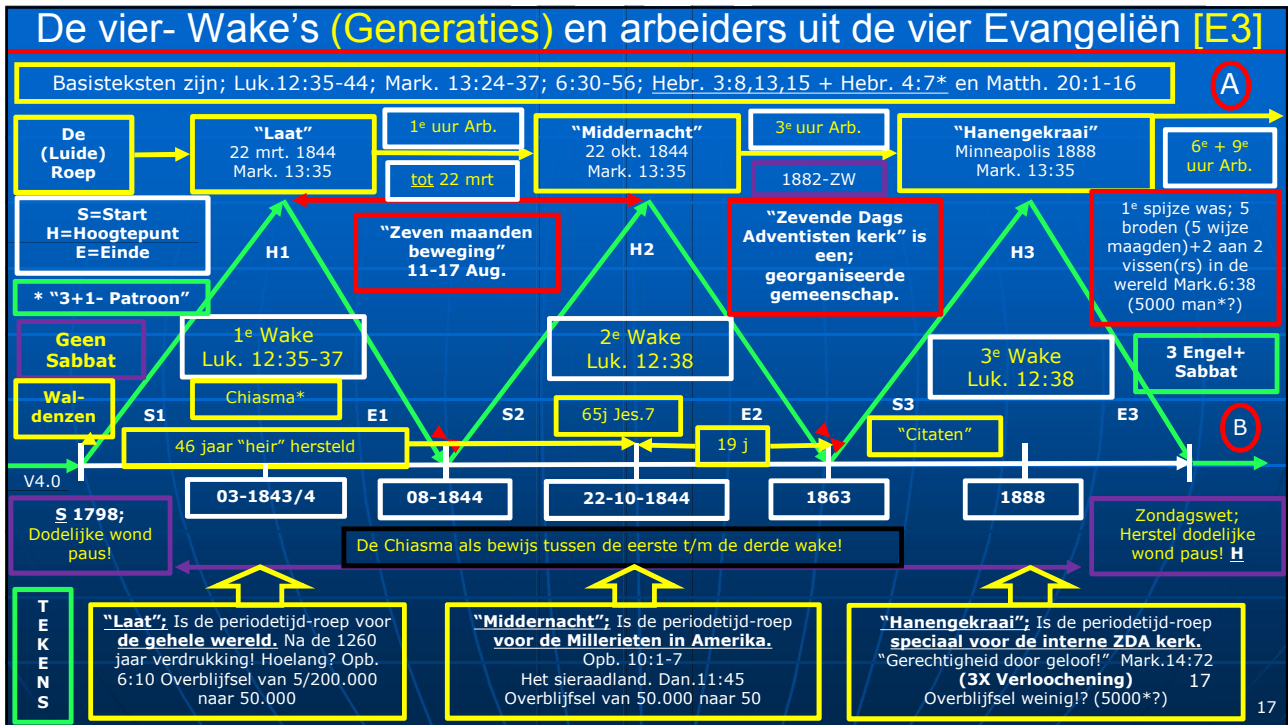 De vier- Wake's (Generaties) en arbeiders uit de vier Evangeliën [E3]
Basisteksten zijn; Luk.12:35-44; Mark. 13:24-37; 6:30-56; Hebr. 3:8,13,15 + Hebr. 4:7* en Matth. 20:1-16
A
De
(Luide)
Roep
"Laat"
22 mrt. 1844
Mark. 13:35
1e uur Arb.
tot 22 mrt
"Middernacht"
22 okt. 1844
Mark. 13:35
3e uur Arb.
1882-ZW
"Hanengekraai"
Minneapolis 1888
Mark. 13:35
6e + 9e
uur Arb.
S=Start
H=Hoogtepunt
E=Einde
H1
"Zeven maanden
beweging"
11-17 Aug.
H2
"Zevende Dags
Adventisten kerk" is
een;
georganiseerde
gemeenschap.
H3
1e spijze was; 5
broden (5 wijze
maagden)+2 aan 2
vissen(rs) in de
wereld Mark.6:38
(5000 man*?)
* "3+1- Patroon"
Geen
Sabbat
1e Wake
Luk. 12:35-37
2e Wake
Luk. 12:38
3e Wake
Luk. 12:38
3 Engel+
Sabbat
Wal-
denzen
S1
Chiasma*
E1
S2
65j Jes.7
E2
S3
E3
46 jaar "heir" hersteld
19 j
"Citaten"
B
V4.0
03-1843/4
08-1844
22-10-1844
1863
1888
S 1798;
Dodelijke wond
paus!
De Chiasma als bewijs tussen de eerste t/m de derde wake!
Zondagswet;
Herstel dodelijke
wond paus! H
T
E
K
E
N
S
"Laat"; Is de periodetijd-roep voor
de gehele wereld. Na de 1260
jaar verdrukking! Hoelang? Opb.
6:10 Overblijfsel van 5/200.000
naar 50.000
"Middernacht"; Is de periodetijd-roep
voor de Millerieten in Amerika.
Opb. 10:1-7
Het sieraadland. Dan.11:45
Overblijfsel van 50.000 naar 50
"Hanengekraai"; Is de periodetijd-roep
speciaal voor de interne ZDA kerk.
"Gerechtigheid door geloof!" Mark.14:72
(3X Verloochening) 17
Overblijfsel weinig!? (5000*?)
17